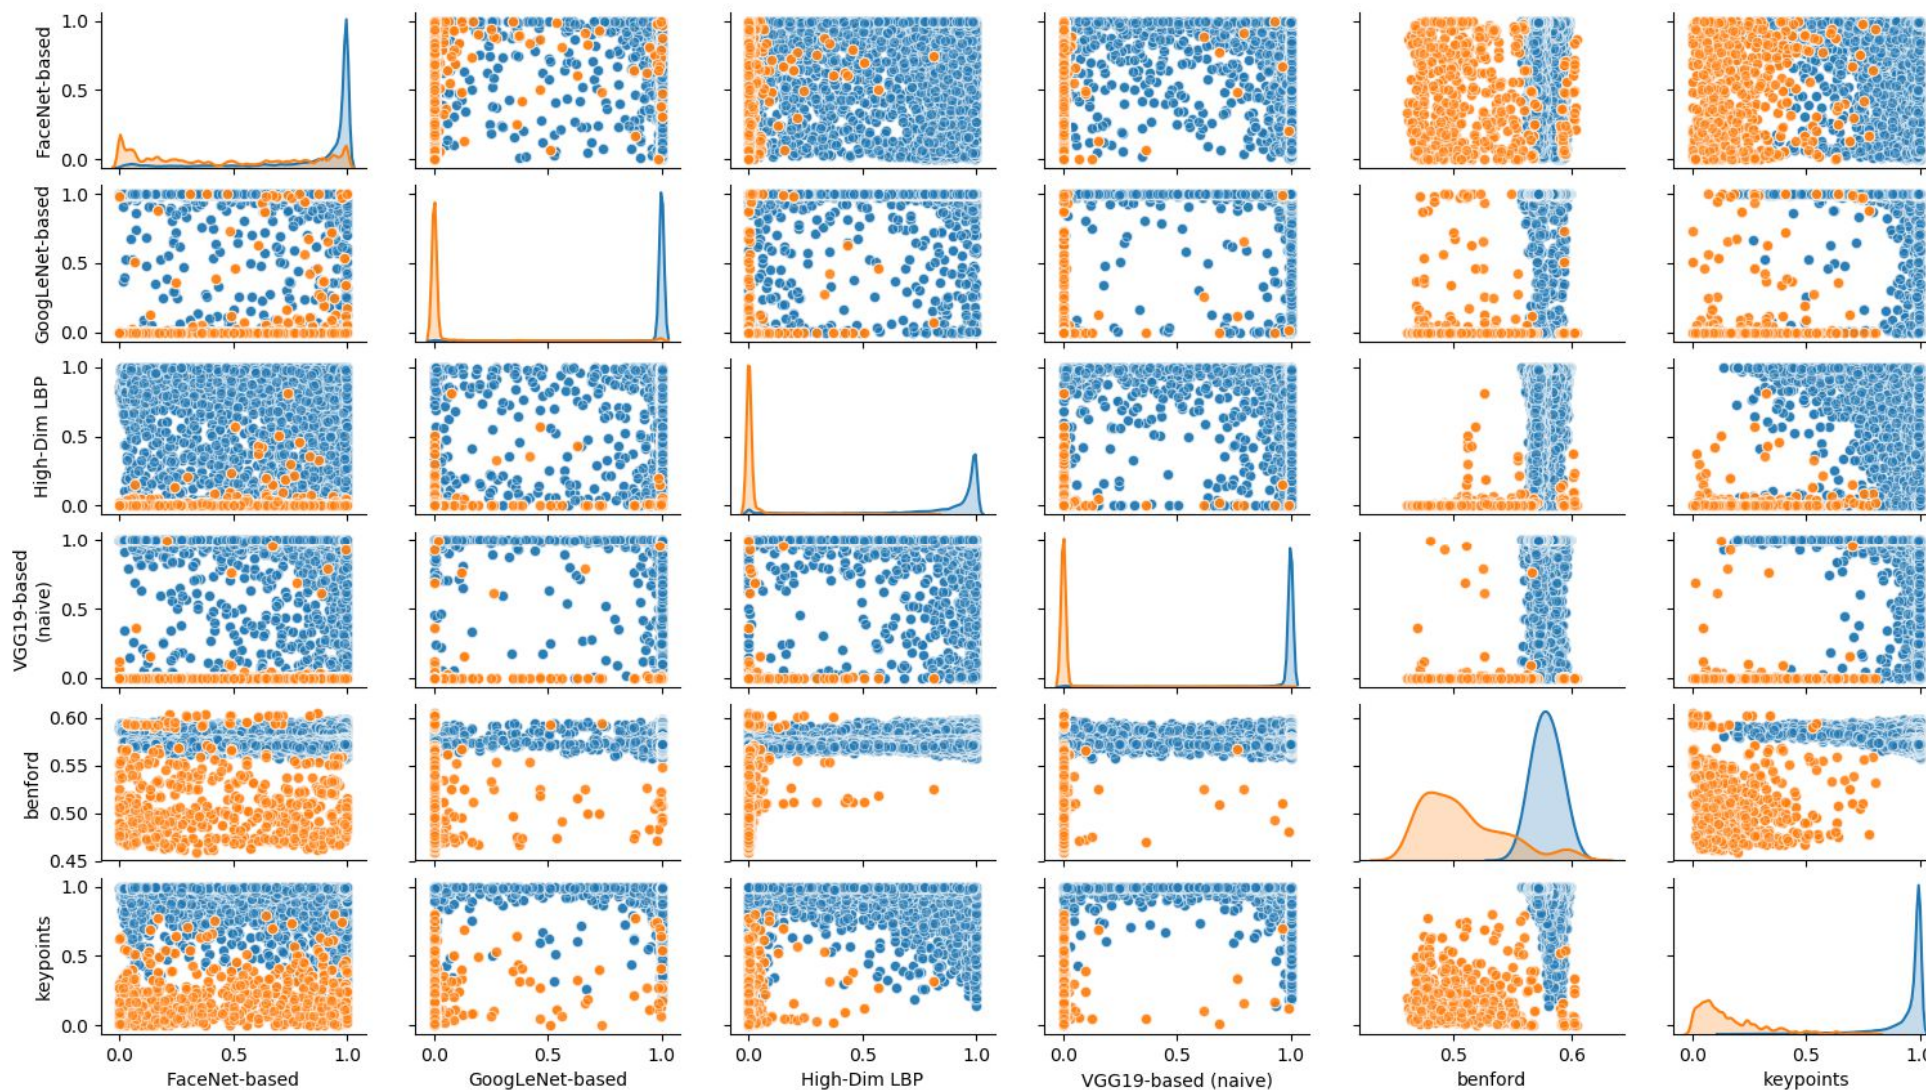 FaceNet-based
1.0
0.5
0.0
GoogLeNet-based
1.0
0.5
0.0
High-Dim LBP
1.0
0.5
0.0
VGG19-based
(naive)
1.0
0.5
0.0
benford
0.60
0.55
0.50
0.45
keypoints
1.0
0.5
0.0
0.0 0.5 1.0 0.0 0.5 1.0 0.0 0.5 1.0 0.0 0.5 1.0 0.5 0.6 0.0 0.5 1.0
FaceNet-based GoogLeNet-based High-Dim LBP VGG19-based (naive) benford keypoints